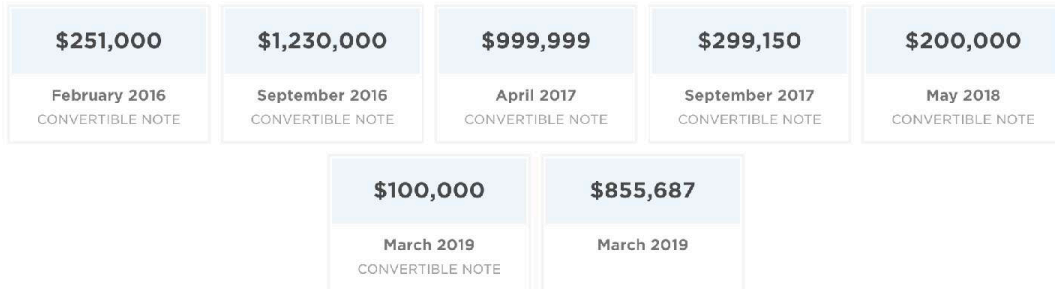 $251,000 $1,230,000 $999,999 $299,150 $200,000
February 2016 September 2016 April 2017 September 2017 May 2018
CONVERTIBLE NOTE CONVERTIBLE NOTE CONVERTIBLE NOTE CONVERTIBLE NOTE CONVERTIBLE NOTE
$100,000 $855,687
March 2019 March 2019
CONVERTIBLE NOTE